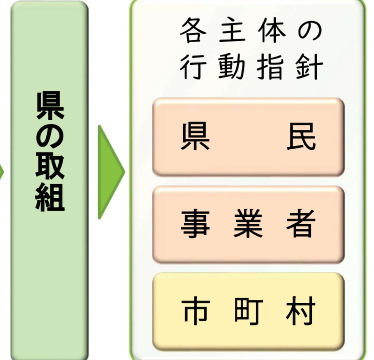 県の取組
各主体の
行動指針
県民
事業者
市町村